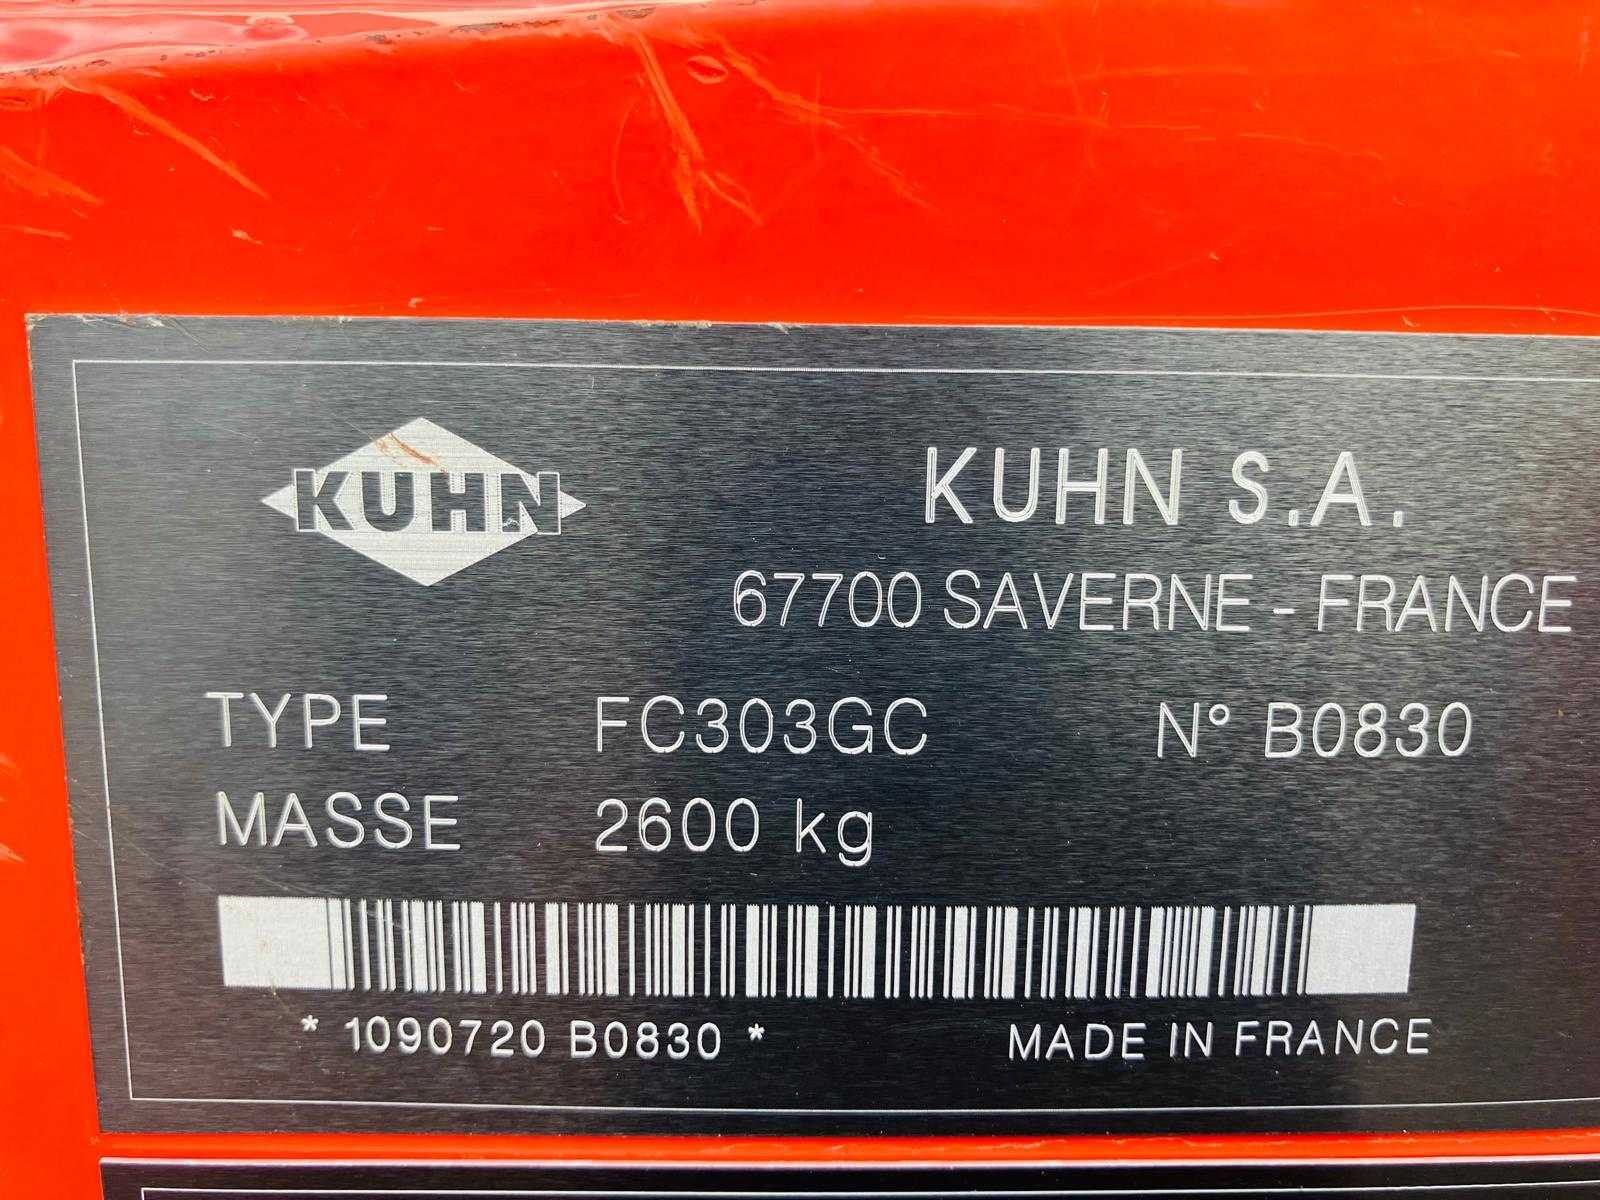 KUHN
KUHN S.A.
67700 SAVERNE - FRANCE
TYPE FC303GC N° B0830
MASSE 2600 kg
* 1090720 B0830 * MADE IN FRANCE